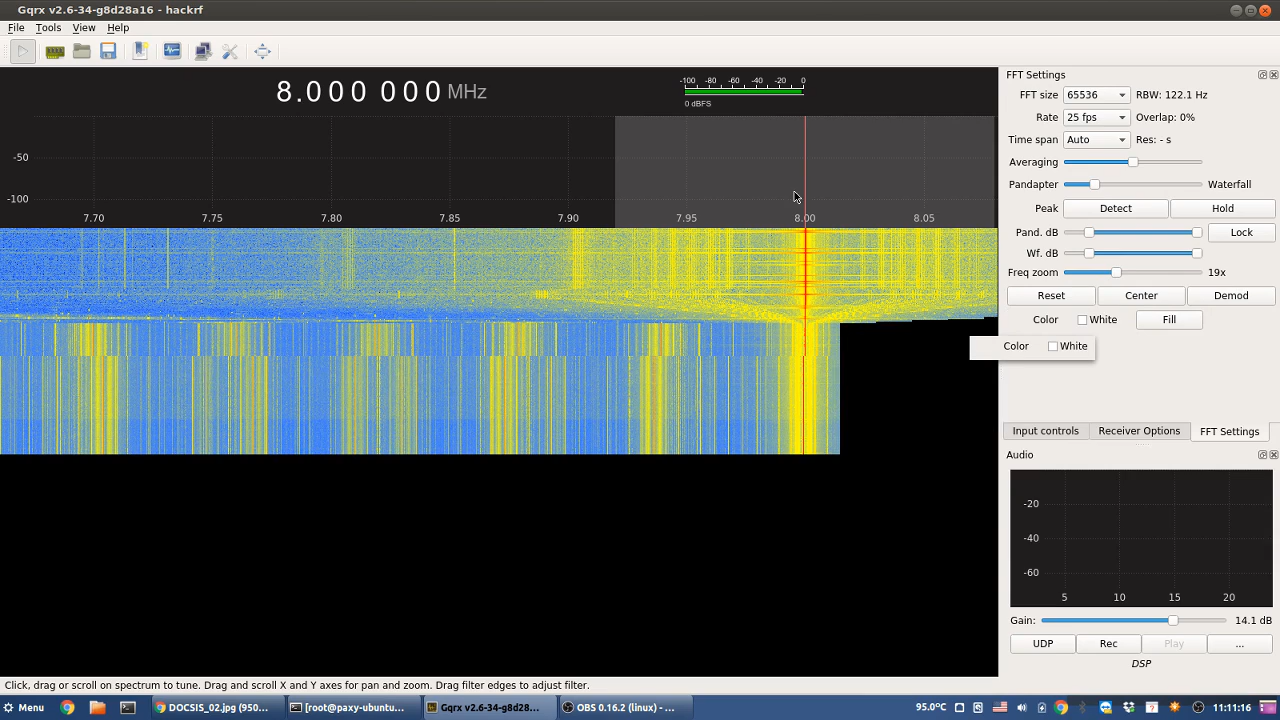 Gqrx v2.6-34-g8d28a16 - hackrf
File Tools View Help
8.000 000 MHz
-100 -80 -60 -40 -20 0
0 dBFS
-50
-100
7.70 7.75 7.80 7.85 7.90 7.95 8.00 8.05
FFT Settings
FFT size 65536 RBW: 122.1 Hz
Rate 25 fps Overlap: 0%
Time span Auto Res: - s
Averaging
Pandapter Waterfall
Peak Detect Hold
Pand. dB Lock
Wf. dB
Freq zoom 19x
Reset Center Demod
Color White Fill
Color White
Input controls Receiver Options FFT Settings
Audio
-20
-40
-60
5 10 15 20
Gain: 14.1 dB
UDP Rec Play ...
DSP
Click, drag or scroll on spectrum to tune. Drag and scroll X and Y axes for pan and zoom. Drag filter edges to adjust filter.
Menu DOCSIS_02.jpg (950... [root@paxy-ubuntu... Gqrx v2.6-34-g8d28... OBS 0.16.2 (linux) - ... 95.0°C 11:11:16